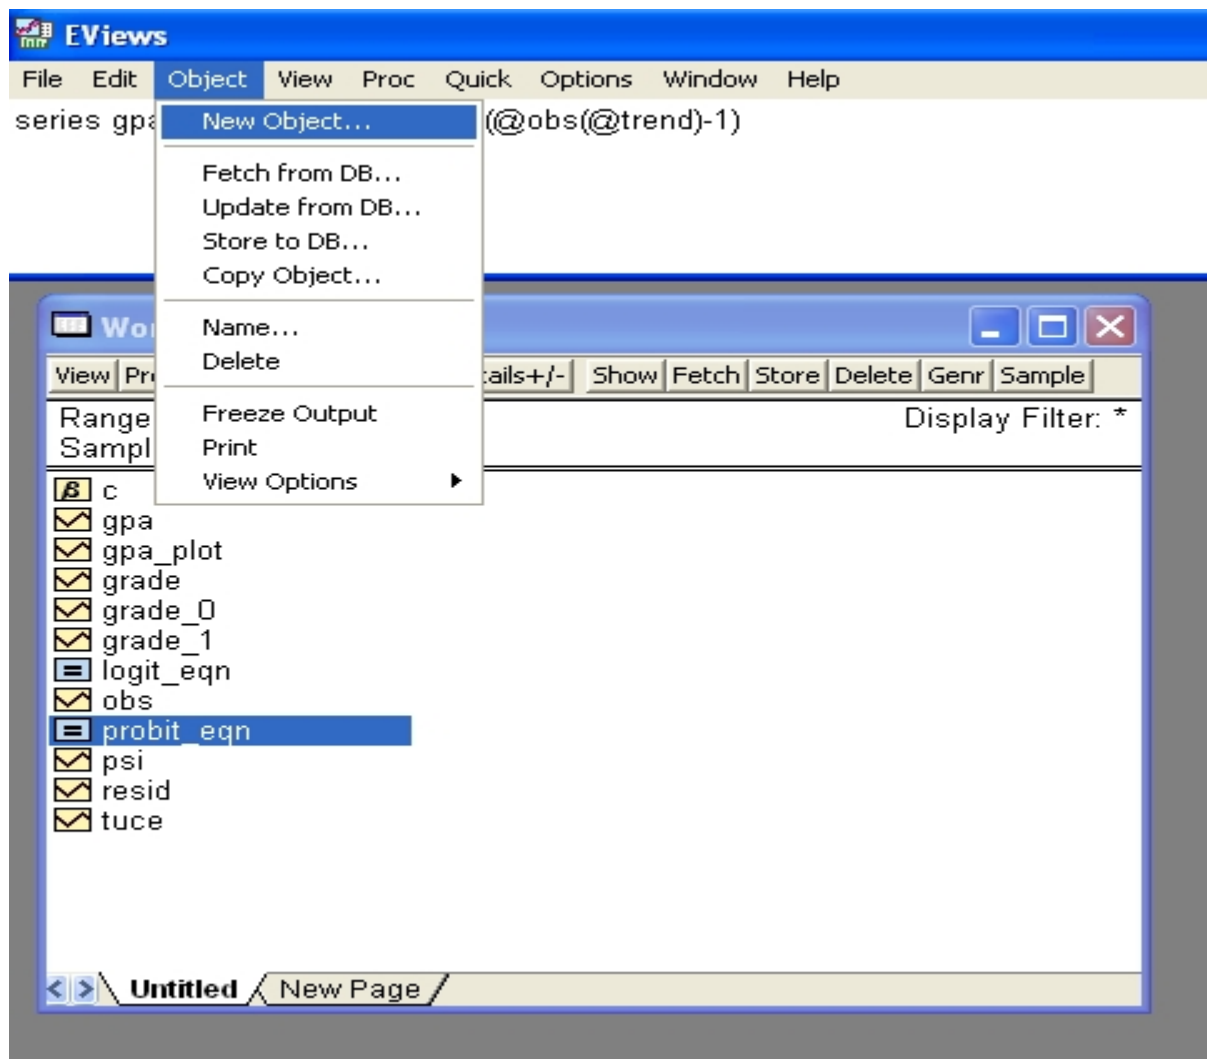 EViews
File Edit Object View Proc Quick Options Window Help
series gpa (@obs(@trend)-1)
New Object...
Fetch from DB...
Update from DB...
Store to DB...
Copy Object...
Name...
Delete
Freeze Output
Print
View Options
View Show Fetch Store Delete Genr Sample
Range Display Filter: *
Sampl
β c
gpa
gpa_plot
grade
grade_0
grade_1
logit_eqn
obs
probit_eqn
psi
resid
tuce
< > Untitled New Page